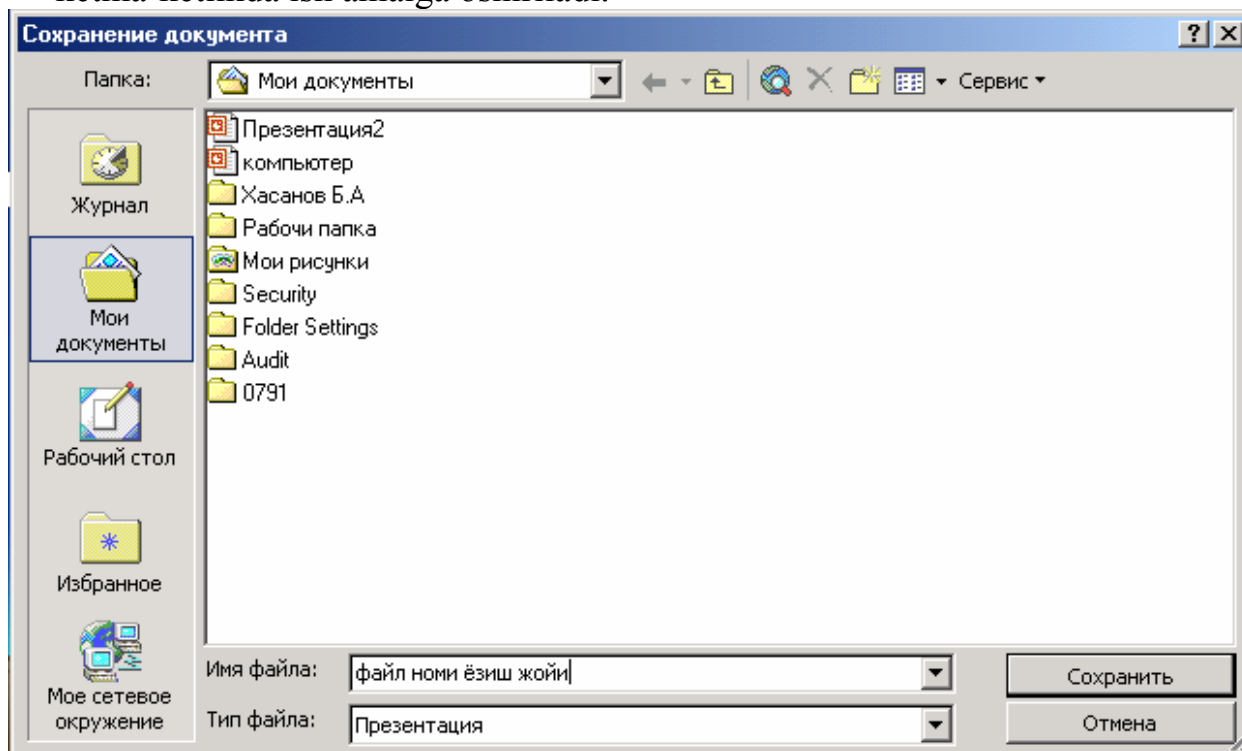 Сохранение документа
Папка:
Мои документы
Сервис
Журнал
Мои
документы
Рабочий стол
Избранное
Мое сетевое
окружение
Презентация2
компьютер
Хасанов Б.А
Рабочи папка
Мои рисунки
Security
Folder Settings
Audit
0791
Имя файла:
файл номи ёзиш жойи
Сохранить
Тип файла:
Презентация
Отмена